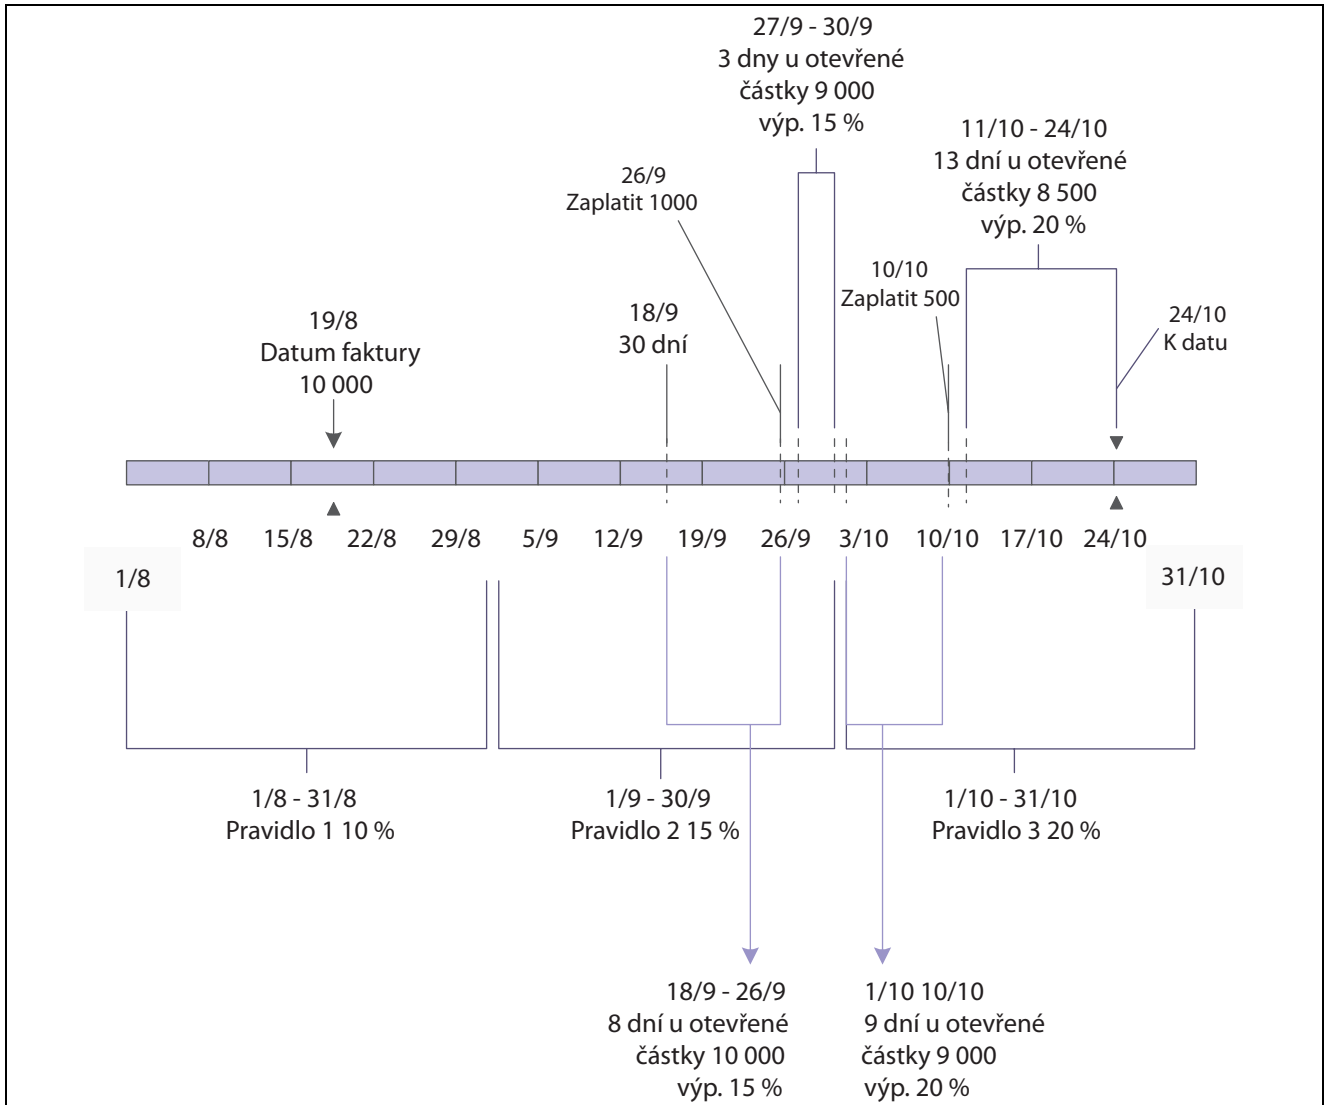 27/9 - 30/9
3 dny u otevřené
částky 9 000
výp. 15 %
11/10 - 24/10
13 dní u otevřené
částky 8 500
výp. 20 %
26/9
Zaplatit 1000
10/10
Zaplatit 500
18/9
30 dní
19/8
Datum faktury
10 000
24/10
K datu
8/8 15/8 22/8 29/8 5/9 12/9 19/9 26/9 3/10 10/10 17/10 24/10
1/8
31/10
1/8 - 31/8
Pravidlo 1 10 %
1/9 - 30/9
Pravidlo 2 15 %
1/10 - 31/10
Pravidlo 3 20 %
18/9 - 26/9
8 dní u otevřené
částky 10 000
výp. 15 %
1/10 10/10
9 dní u otevřené
částky 9 000
výp. 20 %